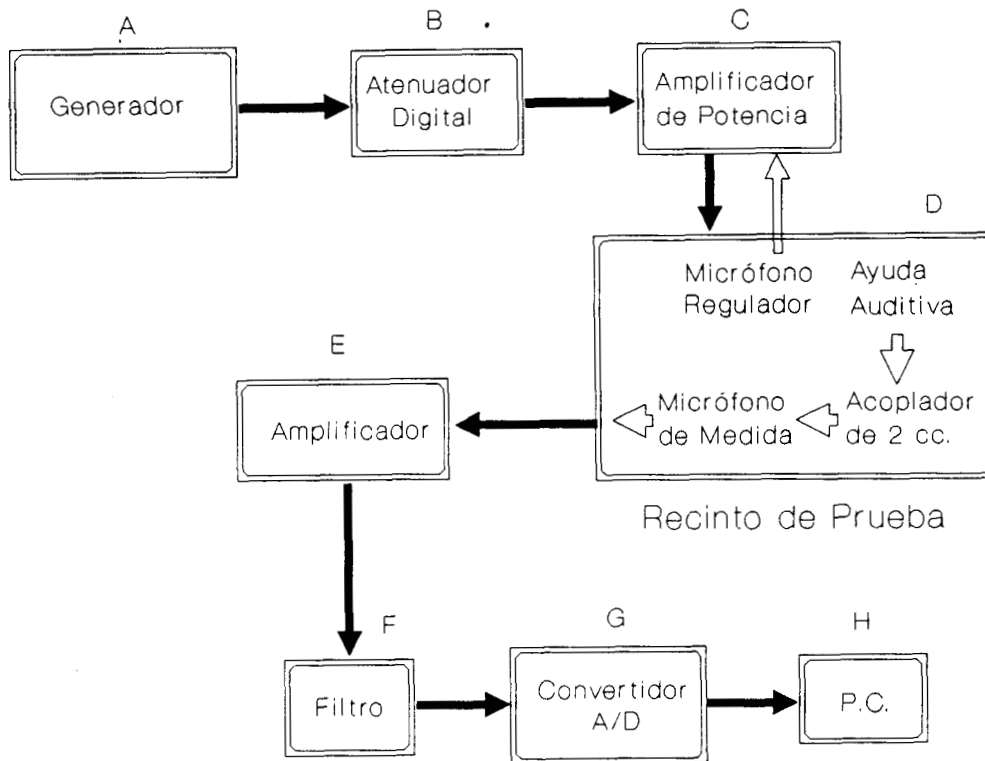 A
Generador
B
Atenuador
Digital
C
Amplificador
de Potencia
D
Micrófono
Regulador
Ayuda
Auditiva
Acoplador
de 2 cc.
Micrófono
de Medida
Recinto de Prueba
E
Amplificador
F
Filtro
G
Convertidor
A/D
H
P.C.